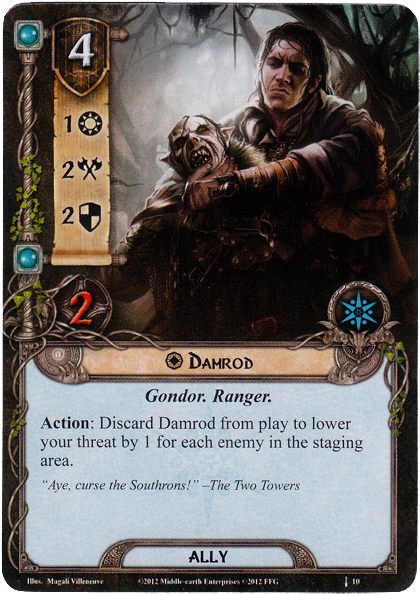 4
1
2
2
2
Damrod
Gondor. Ranger.
Action: Discard Damrod from play to lower
your threat by 1 for each enemy in the staging
area.
“Aye, curse the Southrons!” –The Two Towers
ALLY
Illus. Magali Villeneuve ©2012 Middle-earth Enterprises ©2012 FFG 10